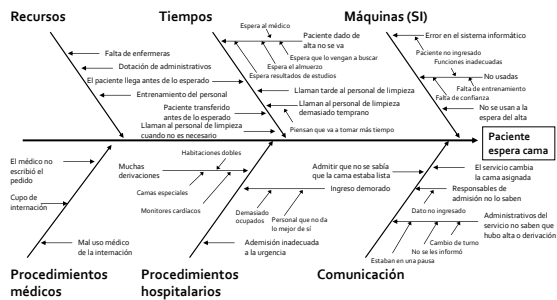 Recursos
Tiempos
Máquinas (SI)
Falta de enfermeras
Dotación de administrativos
El paciente llega antes de lo esperado
Entrenamiento del personal
Espera al médico
Paciente dado de
alta no se va
Espera que lo vengan a buscar
Espera el almuerzo
Espera resultados de estudios
Llaman tarde al personal de limpieza
Llaman al personal de limpieza
demasiado temprano
Paciente transferido
antes de lo esperado
Llaman al personal de limpieza
cuando no es necesario
Piensan que va a tomar más tiempo
Error en el sistema informático
Paciente no ingresado
Funciones inadecuadas
No usadas
Falta de entrenamiento
Falta de confianza
No se usan a la
espera del alta
Paciente
espera cama
El médico no
escribió el
pedido
Cupo de
internación
Mal uso médico
de la internación
Muchas
derivaciones
Habitaciones dobles
Camas especiales
Monitores cardíacos
Ingreso demorado
Demasiado
ocupados
Personal que no da
lo mejor de sí
Ademisión inadecuada
a la urgencia
Admitir que no se sabía
que la cama estaba lista
El servicio cambia
la cama asignada
Responsables de
admisión no lo saben
Dato no ingresado
Administrativos del
servicio no saben que
hubo alta o derivación
Cambio de turno
No se les informó
Estaban en una pausa
Procedimientos
médicos
Procedimientos
hospitalarios
Comunicación